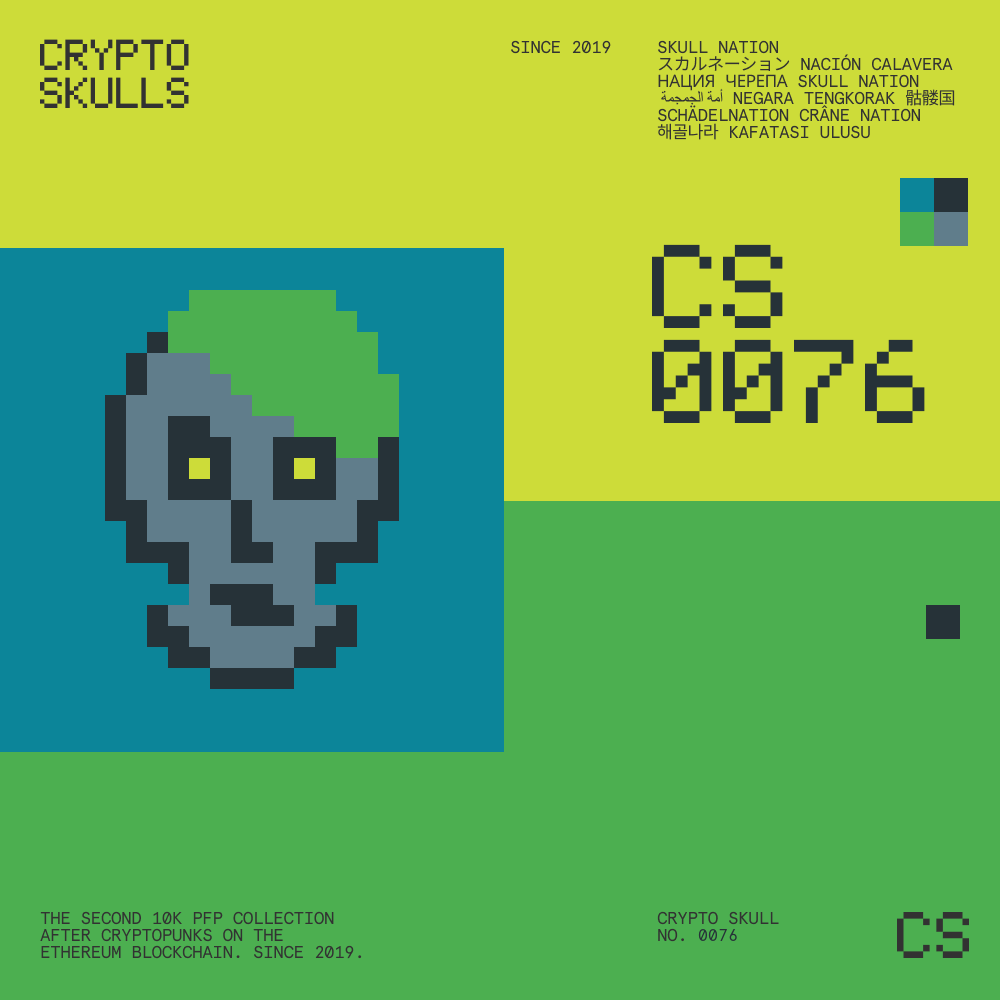 CRYPTO
SKULLS
SINCE 2019
SKULL NATION
スカルネーション NACIÓN CALAVERA
НАЦИЯ ЧЕРЕПА SKULL NATION
أمة الجمجمة NEGARA TENGKORAK 骷髅国
SCHÄDELNATION CRÂNE NATION
해골나라 KAFATASI ULUSU
CS
0076
THE SECOND 10K PFP COLLECTION
AFTER CRYPTOPUNKS ON THE
ETHEREUM BLOCKCHAIN. SINCE 2019.
CRYPTO SKULL
NO. 0076
CS